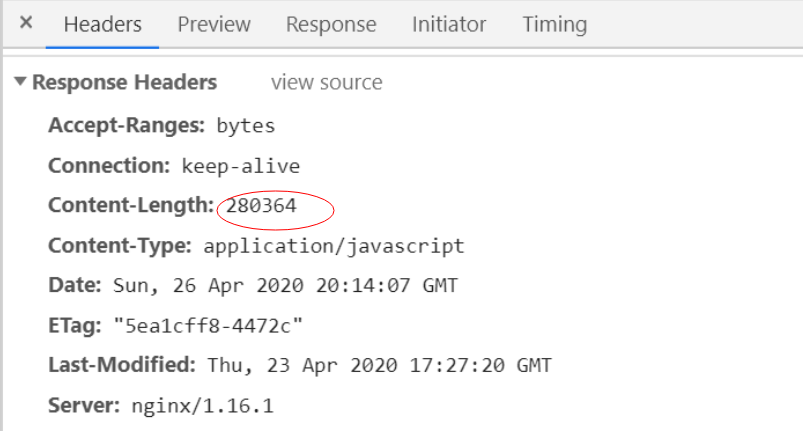 × Headers Preview Response Initiator Timing
▼ Response Headers view source
Accept-Ranges: bytes
Connection: keep-alive
Content-Length: 280364
Content-Type: application/javascript
Date: Sun, 26 Apr 2020 20:14:07 GMT
ETag: "5ea1cff8-4472c"
Last-Modified: Thu, 23 Apr 2020 17:27:20 GMT
Server: nginx/1.16.1